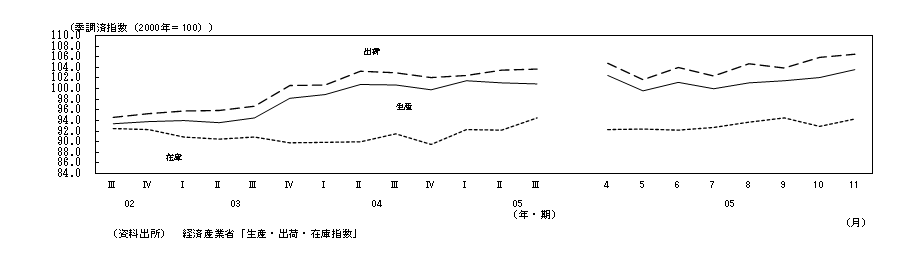 (季調済指数（2000年＝100）)
110.0
108.0
106.0
104.0
102.0
100.0
98.0
96.0
94.0
92.0
90.0
88.0
86.0
84.0
出荷
生産
在庫
Ⅲ Ⅳ Ⅰ Ⅱ Ⅲ Ⅳ Ⅰ Ⅱ Ⅲ Ⅳ Ⅰ Ⅱ Ⅲ 4 5 6 7 8 9 10 11
02 03 04 05 05
（年・期）
（月）
（資料出所） 経済産業省「生産・出荷・在庫指数」